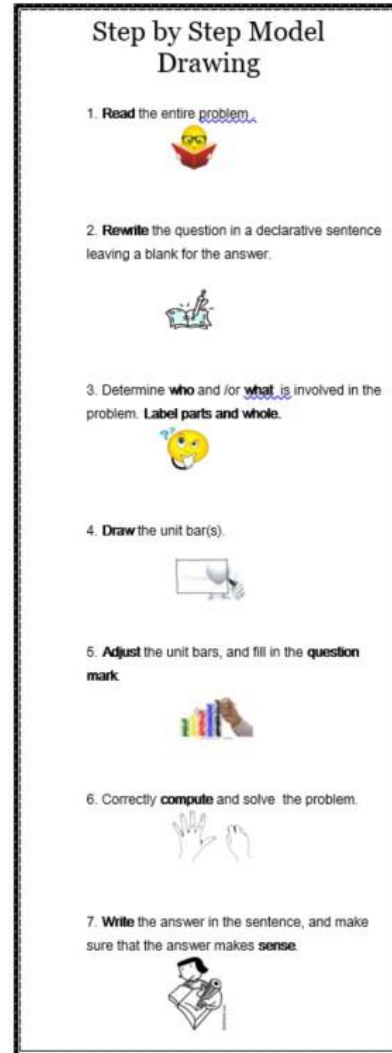 Step by Step Model
Drawing
1. Read the entire problem.
2. Rewrite the question in a declarative sentence
leaving a blank for the answer.
3. Determine who and /or what is involved in the
problem. Label parts and whole.
4. Draw the unit bar(s).
5. Adjust the unit bars, and fill in the question
mark.
6. Correctly compute and solve the problem.
7. Write the answer in the sentence, and make
sure that the answer makes sense.